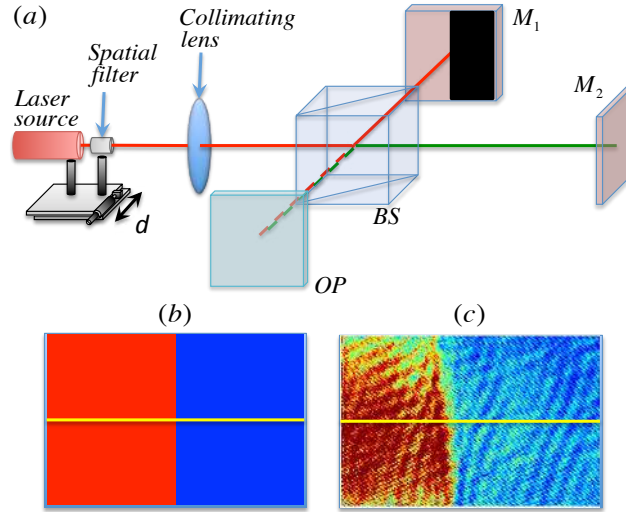 (a)
Collimating
lens
Spatial
filter
Laser
source
M1
M2
d
BS
OP
(b)
(c)